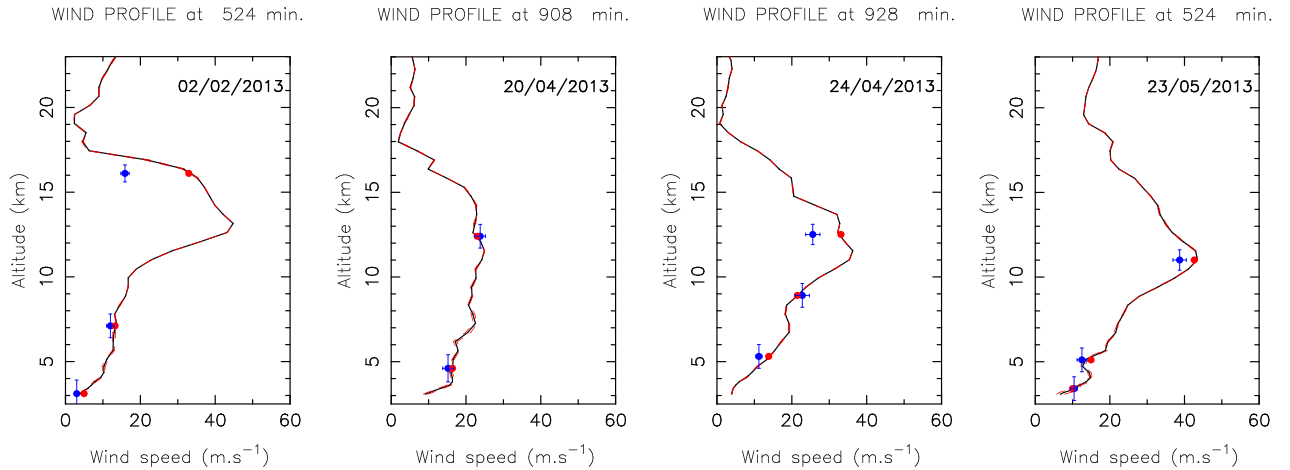 WIND PROFILE at 524 min.
02/02/2013
20
15
10
5
0 20 40 60
Altitude (km)
Wind speed (m.s⁻¹)
WIND PROFILE at 908 min.
20/04/2013
20
15
10
5
0 20 40 60
Altitude (km)
Wind speed (m.s⁻¹)
WIND PROFILE at 928 min.
24/04/2013
20
15
10
5
0 20 40 60
Altitude (km)
Wind speed (m.s⁻¹)
WIND PROFILE at 524 min.
23/05/2013
20
15
10
5
0 20 40 60
Altitude (km)
Wind speed (m.s⁻¹)